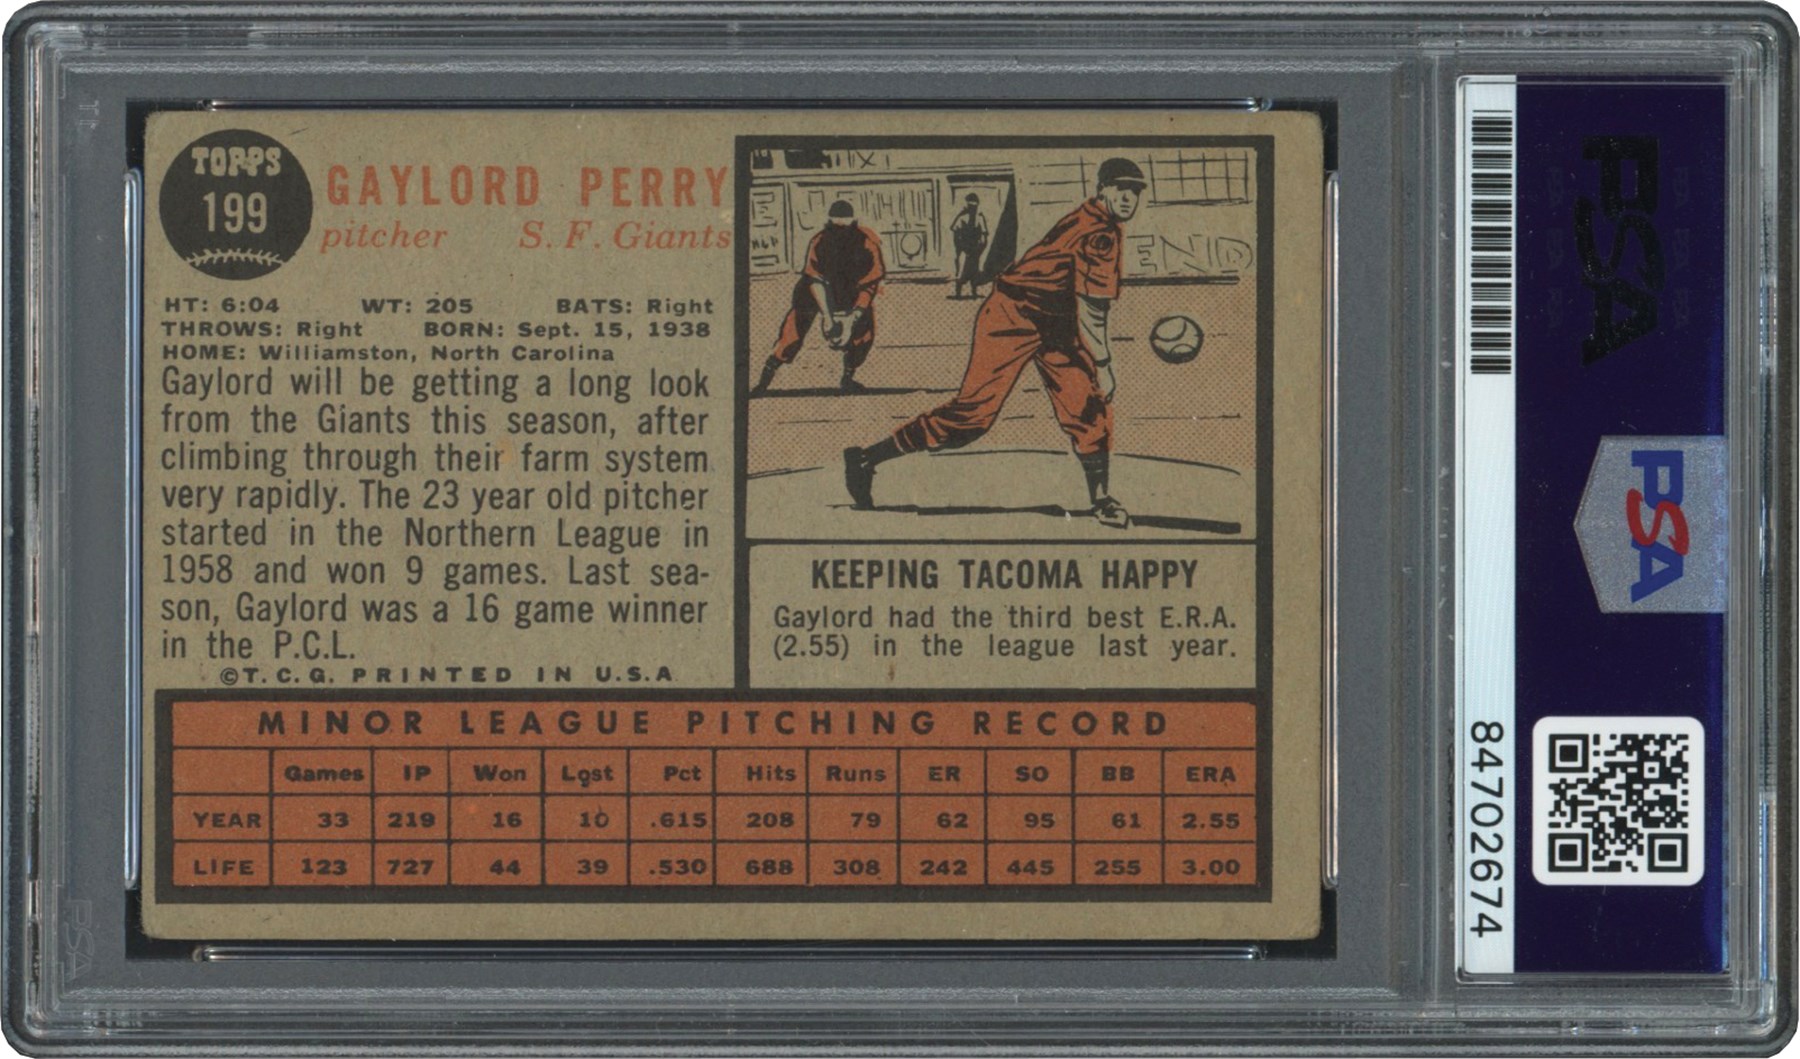 TOPPS
199
GAYLORD PERRY
pitcher S. F. Giants
HT: 6:04 WT: 205 BATS: Right
THROWS: Right BORN: Sept. 15, 1938
HOME: Williamston, North Carolina
Gaylord will be getting a long look
from the Giants this season, after
climbing through their farm system
very rapidly. The 23 year old pitcher
started in the Northern League in
1958 and won 9 games. Last sea-
son, Gaylord was a 16 game winner
in the P.C.L.
©T. C. G. PRINTED IN U.S.A
END
KEEPING TACOMA HAPPY
Gaylord had the third best E.R.A.
(2.55) in the league last year.
MINOR LEAGUE PITCHING RECORD
Games IP Won Lost Pct Hits Runs ER SO BB ERA
YEAR 33 219 16 10 .615 208 79 62 95 61 2.55
LIFE 123 727 44 39 .530 688 308 242 445 255 3.00
PSA
PSA
84702674
PSA